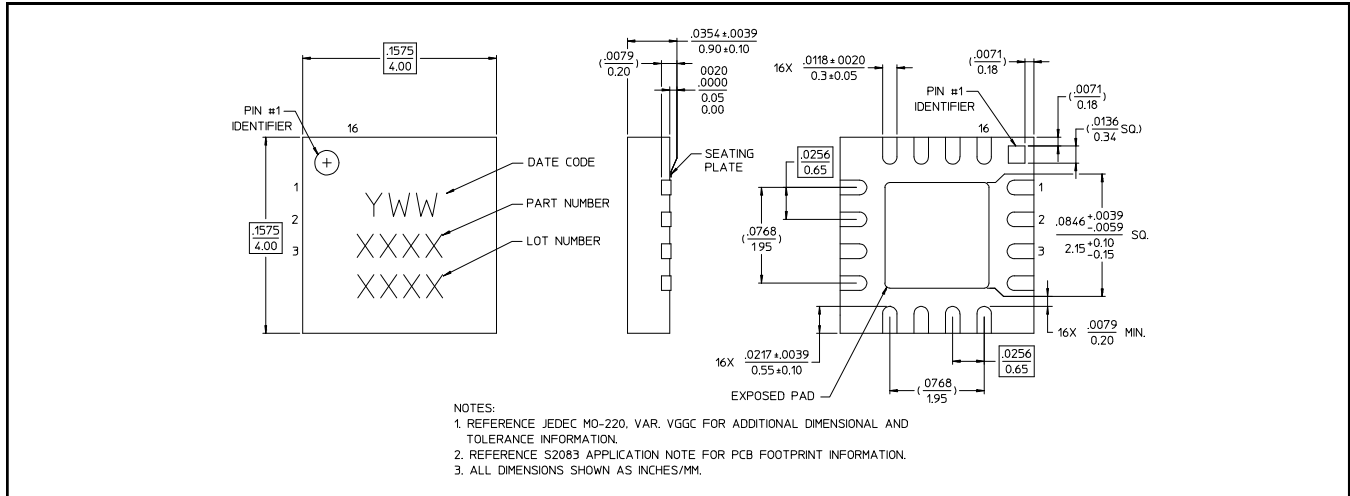 .1575
4.00
PIN #1
IDENTIFIER
16
1
2
3
.1575
4.00
YWW
XXXX
XXXX
DATE CODE
PART NUMBER
LOT NUMBER
.0354±.0039
0.90±0.10
(.0079
0.20)
0020
.0000
0.05
0.00
SEATING
PLATE
16X .0118±0020
0.3±0.05
(.0071
0.18)
PIN #1
IDENTIFIER
16
(.0071
0.18)
(.0136
0.34 SQ.)
.0256
0.65
(.0768
1.95)
1
2
3
.0846 +.0039
-.0059 SQ.
2.15 +0.10
-0.15
16X .0079
0.20 MIN.
16X .0217±.0039
0.55±0.10
.0256
0.65
(.0768
1.95)
EXPOSED PAD
NOTES:
1. REFERENCE JEDEC MO-220, VAR. VGGC FOR ADDITIONAL DIMENSIONAL AND
TOLERANCE INFORMATION.
2. REFERENCE S2083 APPLICATION NOTE FOR PCB FOOTPRINT INFORMATION.
3. ALL DIMENSIONS SHOWN AS INCHES/MM.